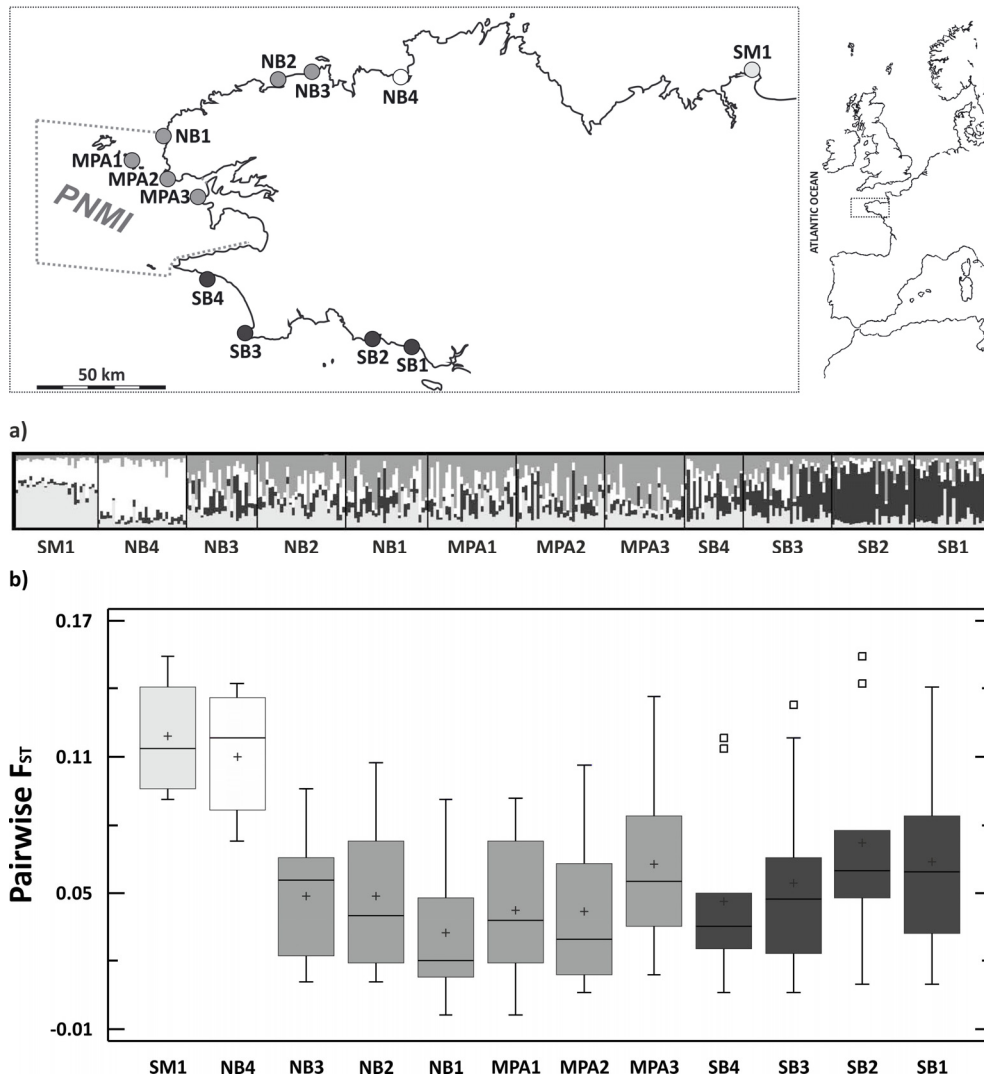 NB2
NB3
NB4
SM1
NB1
MPA1
MPA2
MPA3
PNMI
SB4
SB3
SB2
SB1
50 km
ATLANTIC OCEAN
a)
SM1 NB4 NB3 NB2 NB1 MPA1 MPA2 MPA3 SB4 SB3 SB2 SB1
b)
Pairwise FST
0.17
0.11
0.05
-0.01
SM1 NB4 NB3 NB2 NB1 MPA1 MPA2 MPA3 SB4 SB3 SB2 SB1